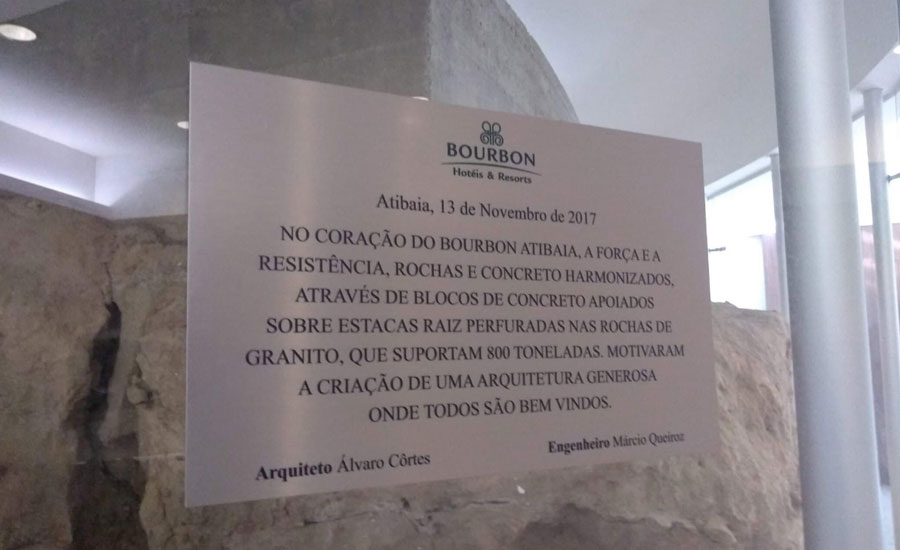 BOURBON
Hotéis & Resorts
Atibaia, 13 de Novembro de 2017
NO CORAÇÃO DO BOURBON ATIBAIA, A FORÇA E A
RESISTÊNCIA, ROCHAS E CONCRETO HARMONIZADOS,
ATRAVÉS DE BLOCOS DE CONCRETO APOIADOS
SOBRE ESTACAS RAIZ PERFURADAS NAS ROCHAS DE
GRANITO, QUE SUPORTAM 800 TONELADAS. MOTIVARAM
A CRIAÇÃO DE UMA ARQUITETURA GENEROSA
ONDE TODOS SÃO BEM VINDOS.
Arquiteto Álvaro Côrtes
Engenheiro Márcio Queiroz